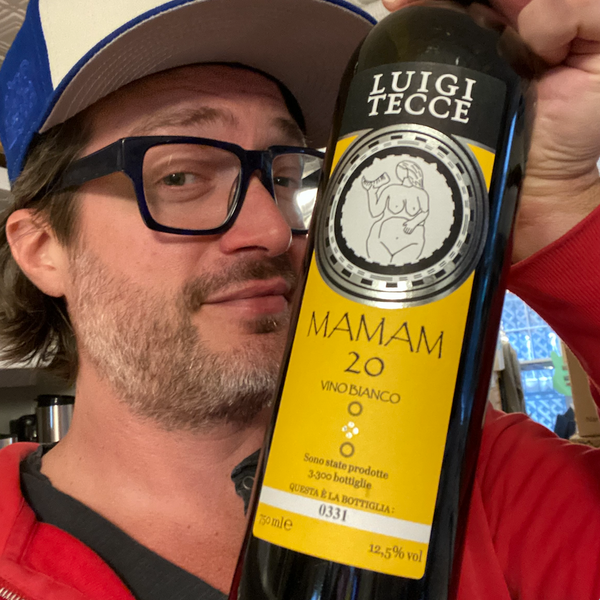 LUIGI
TECCE
MAMAM
20
VINO BIANCO
Sono state prodotte
3.300 bottiglie
QUESTA È LA BOTTIGLIA:
0331
750 ml e
12,5% vol